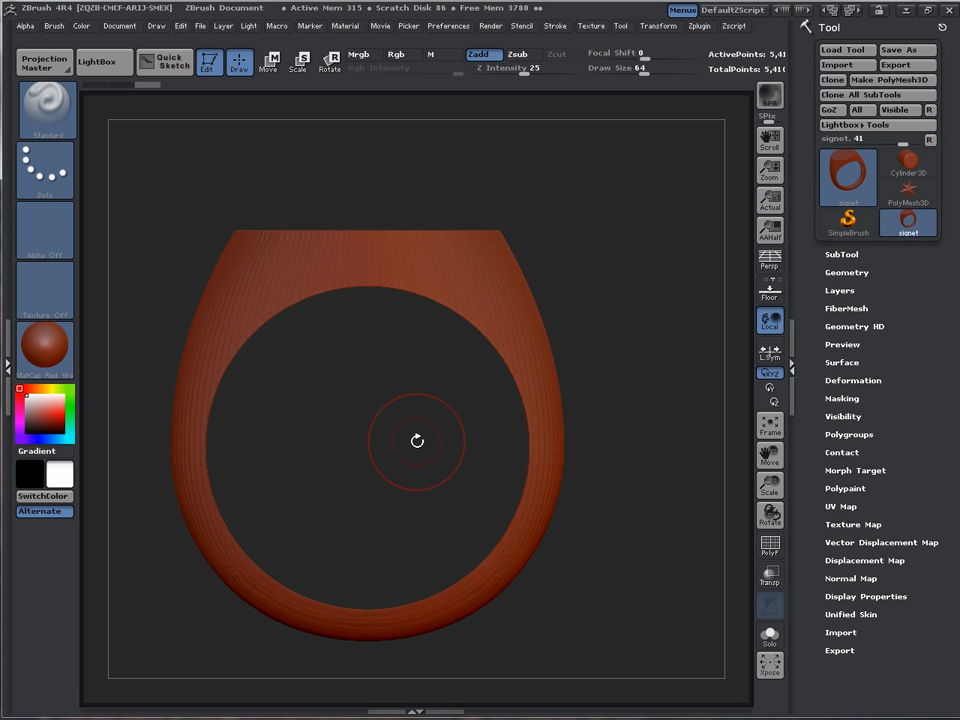 ZBrush 4R4 [ZQZB-CMCF-ARIJ-SMEX] ZBrush Document ● Active Mem 315 ● Scratch Disk 86 ● Free Mem 3780 ●● Menus DefaultZScript
Alpha Brush Color Document Draw Edit File Layer Light Macro Marker Material Movie Picker Preferences Render Stencil Stroke Texture Tool Transform Zplugin Zscript
Tool
Projection Master
LightBox
Quick Sketch
Edit
Draw
Move
Scale
Rotate
Mrgb Rgb M
Rgb Intensity
Zadd Zsub Zcut
Z Intensity 25
Focal Shift 0
Draw Size 64
ActivePoints: 5,41
TotalPoints: 5,41
Standard
Dots
Alpha Off
Texture Off
MatCap Red Wa
Gradient
SwitchColor
Alternate
BPR
SPix
Scroll
Zoom
Actual
AAHalf
Persp
Floor
Local
L.Sym
XYZ
Frame
Move
Scale
Rotate
PolyF
Transp
Solo
Xpose
Load Tool Save As
Import Export
Clone Make PolyMesh3D
Clone All SubTools
GoZ All Visible R
Lightbox▸Tools
signet. 41 R
signet
Cylinder3D
PolyMesh3D
SimpleBrush
signet
SubTool
Geometry
Layers
FiberMesh
Geometry HD
Preview
Surface
Deformation
Masking
Visibility
Polygroups
Contact
Morph Target
Polypaint
UV Map
Texture Map
Vector Displacement Map
Displacement Map
Normal Map
Display Properties
Unified Skin
Import
Export